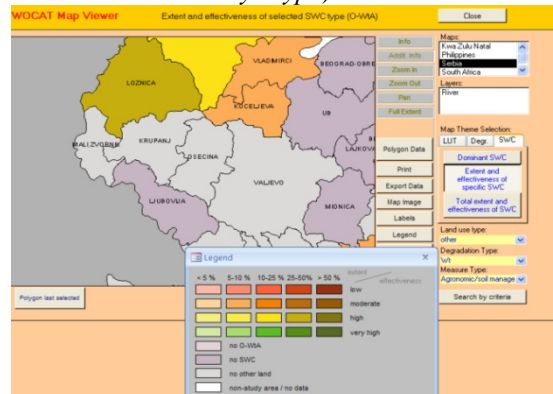 WOCAT Map Viewer
Extent and effectiveness of selected SWC type (O-WtA)
Close
Info
Addit. info
Zoom In
Zoom Out
Pan
Full Extent
Polygon Data
Print
Export Data
Map Image
Labels
Legend
Maps:
Kwa Zulu Natal
Philippines
Serbia
South Africa
Layers:
River
Map Theme Selection:
LUT
Degr.
SWC
Dominant SWC
Extent and
effectiveness of
specific SWC
Total extent and
effectiveness of SWC
Land use type:
other
Degradation Type:
Wt
Measure Type:
Agronomic/soil manage
Search by criteria
LOZNICA
VLADIMIRCI
BEOGRAD-OBRE
KOCELJEVA
UB
MALI ZVORNIK
KRUPANJ
OSECINA
LAJKOVA
VALJEVO
LJUBOVIJA
MIONICA
Polygon last selected
Legend
< 5 % 5-10 % 10-25 % 25-50% > 50 % extent
effectiveness
low
moderate
high
very high
no O-WtA
no SWC
no other land
non-study area / no data